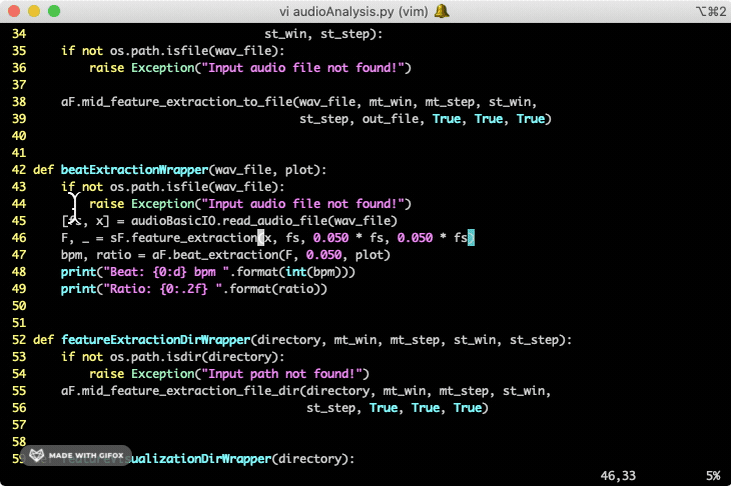 vi audioAnalysis.py (vim) 🔔 ⌥⌘2
34                                  st_win, st_step):
35     if not os.path.isfile(wav_file):
36         raise Exception("Input audio file not found!")
37
38     aF.mid_feature_extraction_to_file(wav_file, mt_win, mt_step, st_win,
39                                       st_step, out_file, True, True, True)
40
41
42 def beatExtractionWrapper(wav_file, plot):
43     if not os.path.isfile(wav_file):
44         raise Exception("Input audio file not found!")
45     [fs, x] = audioBasicIO.read_audio_file(wav_file)
46     F, _ = sF.feature_extraction(x, fs, 0.050 * fs, 0.050 * fs)
47     bpm, ratio = aF.beat_extraction(F, 0.050, plot)
48     print("Beat: {0:d} bpm ".format(int(bpm)))
49     print("Ratio: {0:.2f} ".format(ratio))
50
51
52 def featureExtractionDirWrapper(directory, mt_win, mt_step, st_win, st_step):
53     if not os.path.isdir(directory):
54         raise Exception("Input path not found!")
55     aF.mid_feature_extraction_file_dir(directory, mt_win, mt_step, st_win,
56                                        st_step, True, True, True)
57
58
MADE WITH GIFOX
(directory):
46,33 5%